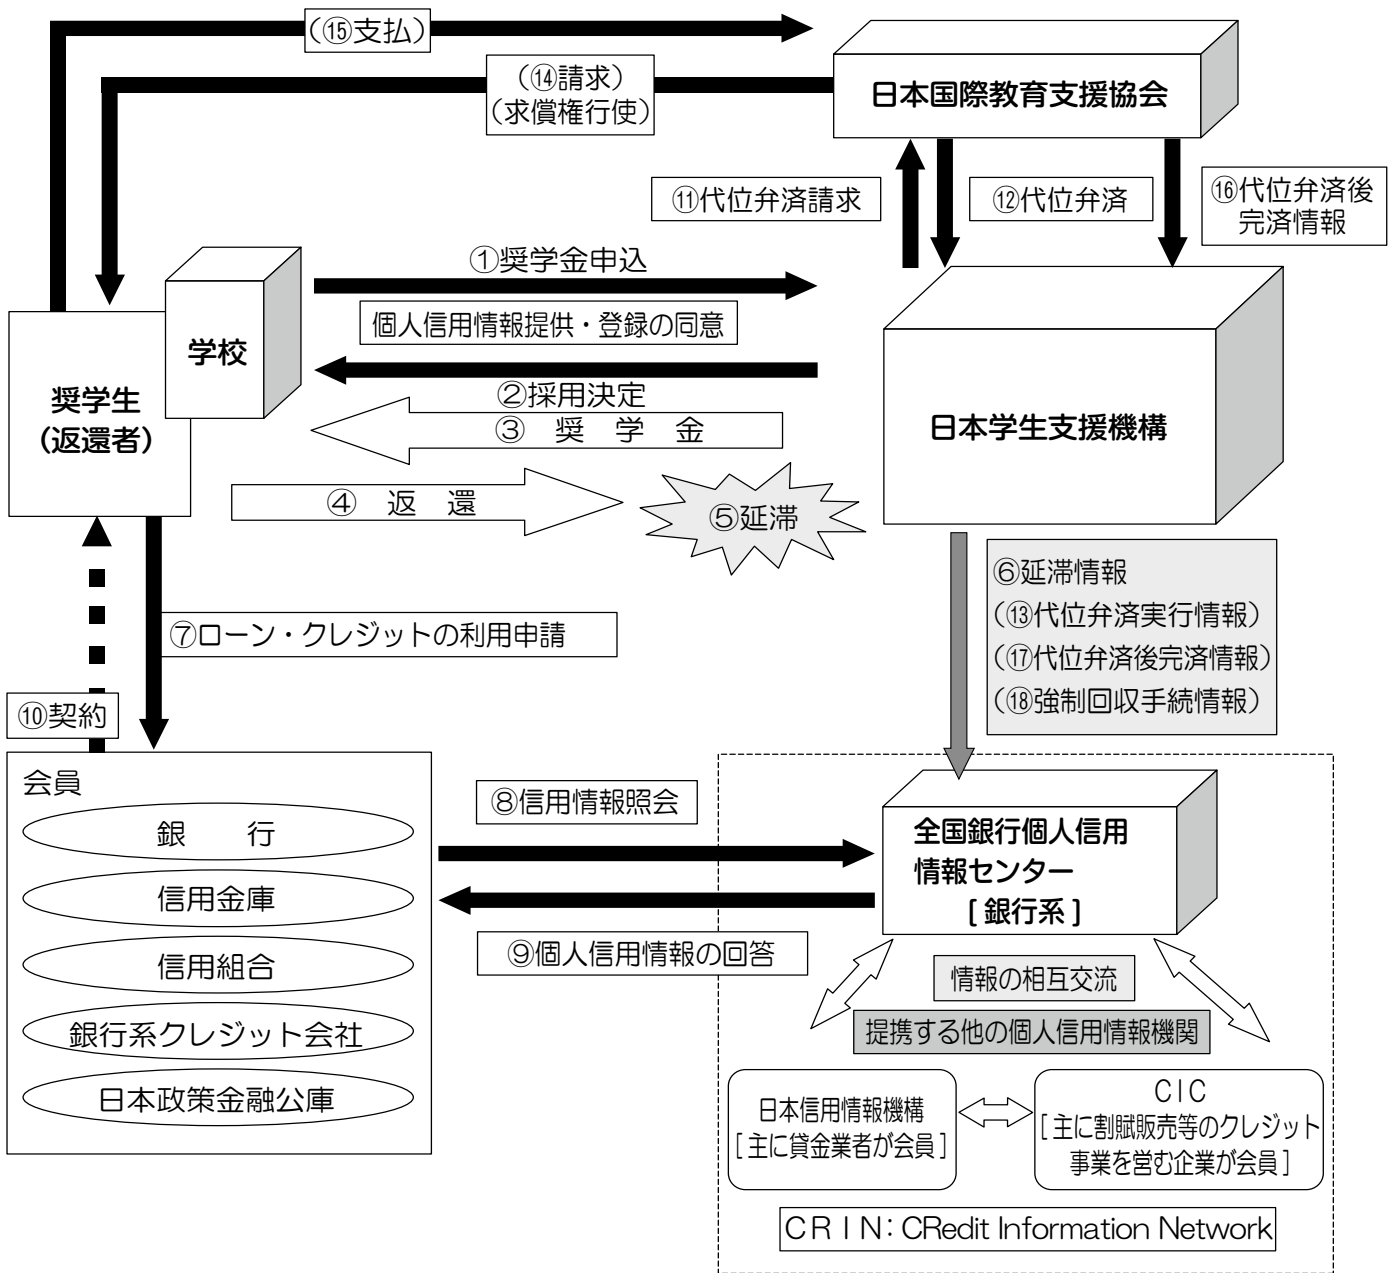 （⑮支払）
（⑭請求）
（求償権行使）
日本国際教育支援協会
⑪代位弁済請求
⑫代位弁済
⑯代位弁済後
完済情報
①奨学金申込
個人信用情報提供・登録の同意
学校
奨学生
（返還者）
②採用決定
③　奨　学　金
日本学生支援機構
④　返　還
⑤延滞
⑥延滞情報
（⑬代位弁済実行情報）
（⑰代位弁済後完済情報）
（⑱強制回収手続情報）
⑦ローン・クレジットの利用申請
⑩契約
会員
銀　　行
信用金庫
信用組合
銀行系クレジット会社
日本政策金融公庫
⑧信用情報照会
⑨個人信用情報の回答
全国銀行個人信用
情報センター
［銀行系］
情報の相互交流
提携する他の個人信用情報機関
日本信用情報機構
［主に貸金業者が会員］
ＣＩＣ
［主に割賦販売等のクレジット
事業を営む企業が会員］
ＣＲＩＮ：CRedit Information Network